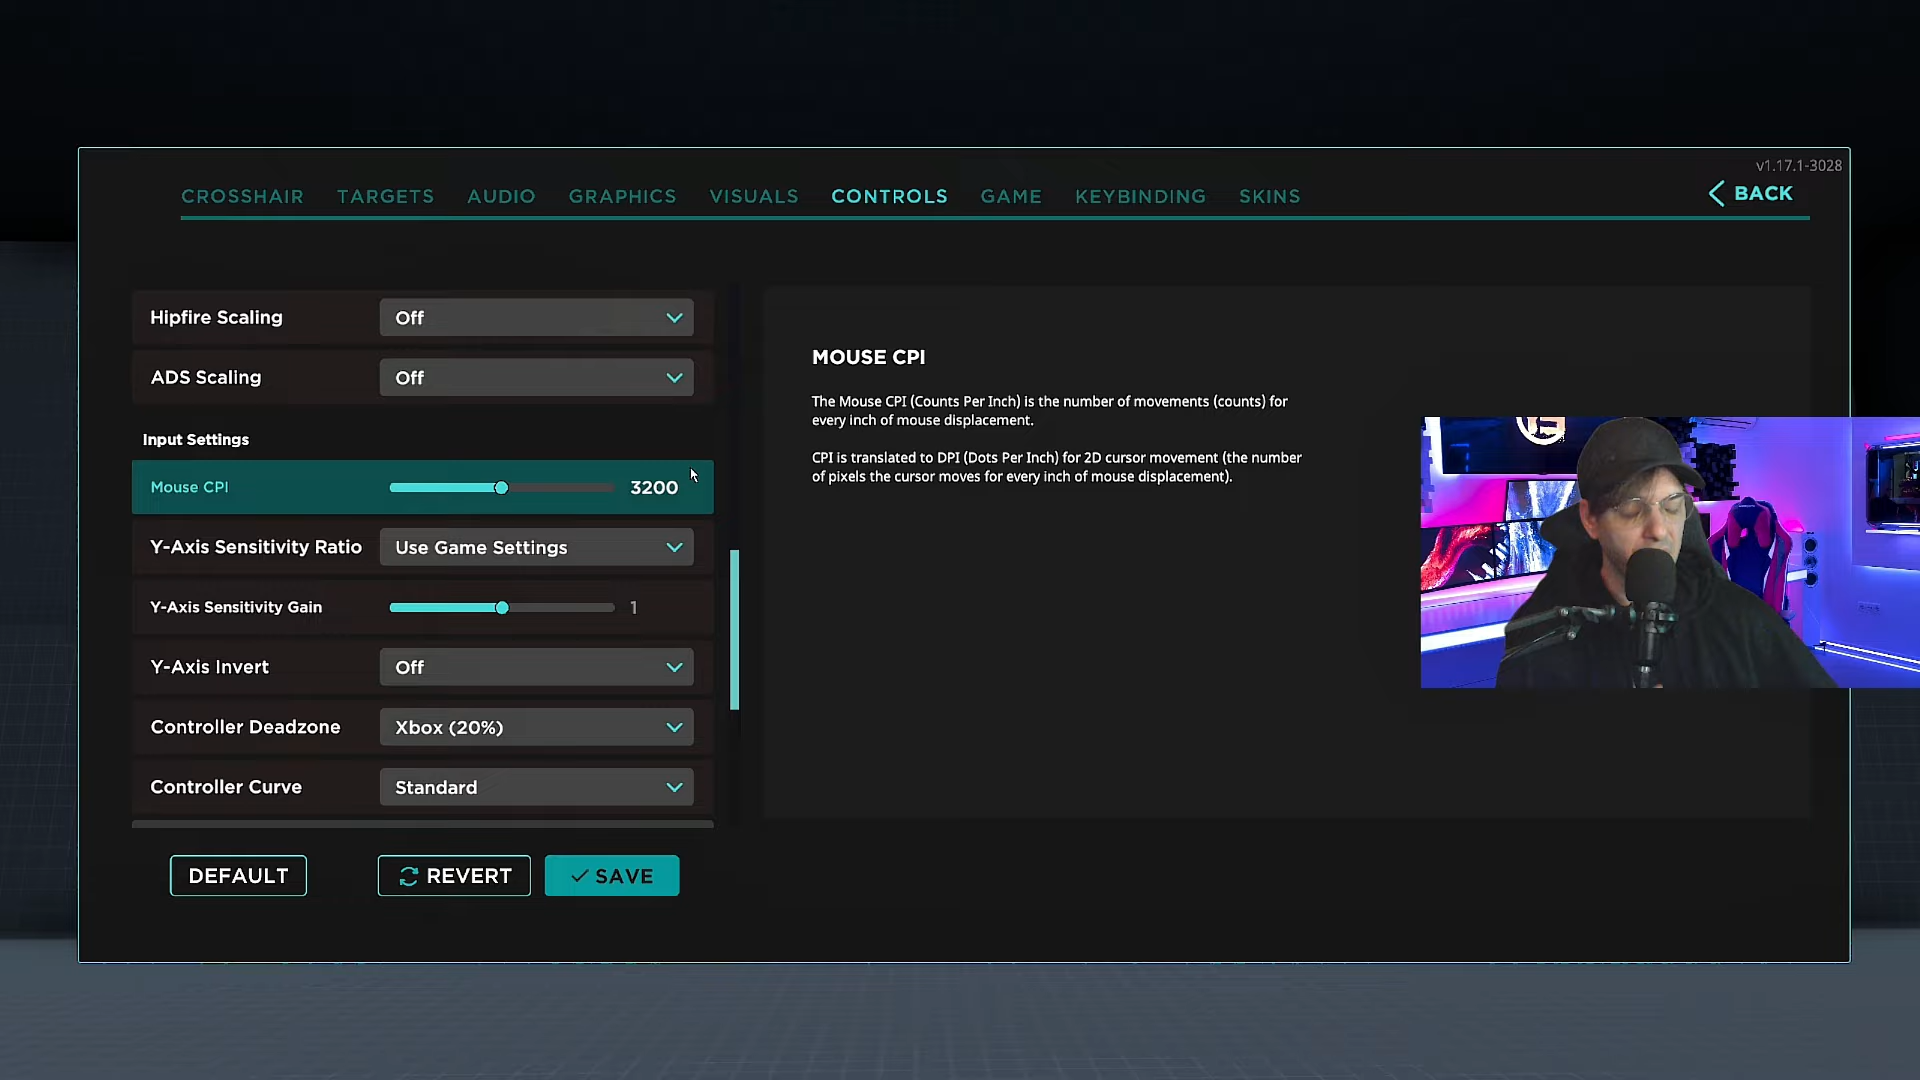 v1.17.1-3028
CROSSHAIR TARGETS AUDIO GRAPHICS VISUALS CONTROLS GAME KEYBINDING SKINS BACK
Hipfire Scaling Off
ADS Scaling Off
Input Settings
Mouse CPI 3200
Y-Axis Sensitivity Ratio Use Game Settings
Y-Axis Sensitivity Gain 1
Y-Axis Invert Off
Controller Deadzone Xbox (20%)
Controller Curve Standard
DEFAULT REVERT SAVE
MOUSE CPI
The Mouse CPI (Counts Per Inch) is the number of movements (counts) for
every inch of mouse displacement.
CPI is translated to DPI (Dots Per Inch) for 2D cursor movement (the number
of pixels the cursor moves for every inch of mouse displacement).